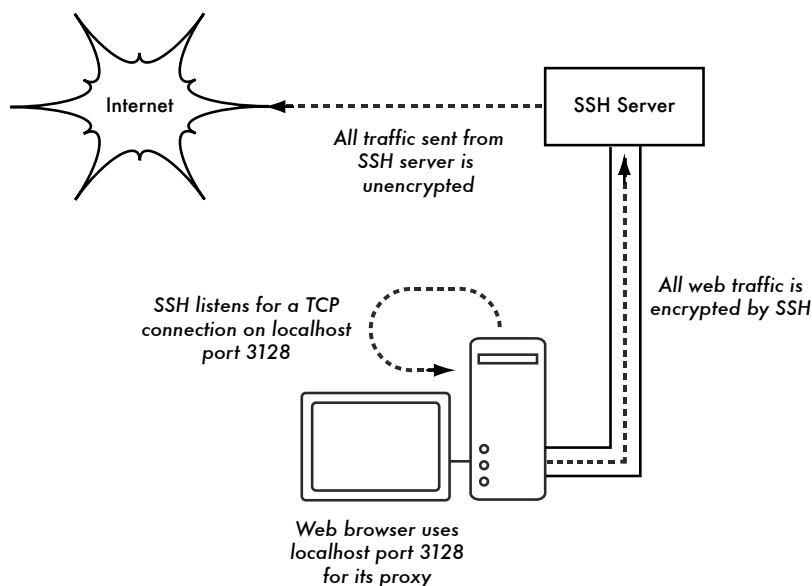 Internet
SSH Server
All traffic sent from
SSH server is
unencrypted
All web traffic is
encrypted by SSH
SSH listens for a TCP
connection on localhost
port 3128
Web browser uses
localhost port 3128
for its proxy